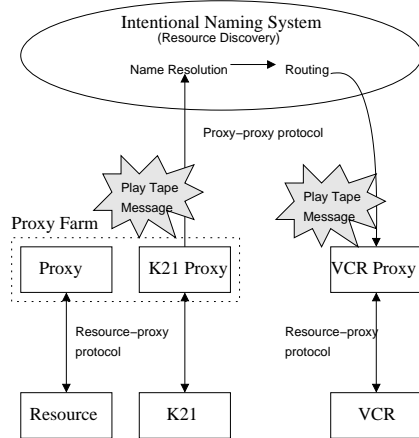 Intentional Naming System
(Resource Discovery)
Name Resolution
Routing
Proxy−proxy protocol
Play Tape
Message
Play Tape
Message
Proxy Farm
Proxy
K21 Proxy
VCR Proxy
Resource−proxy
protocol
Resource−proxy
protocol
Resource
K21
VCR